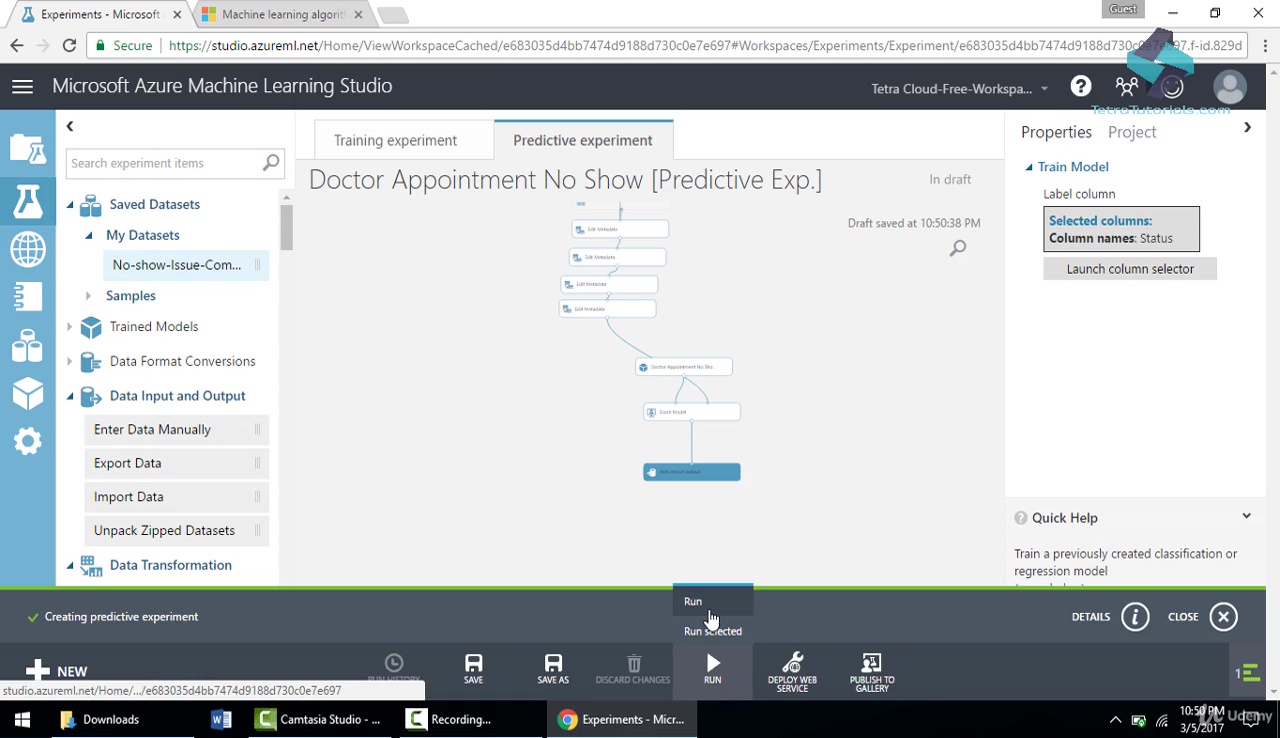 Experiments - Microsoft
Machine learning algorit
Guest
Secure
https://studio.azureml.net/Home/ViewWorkspaceCached/e683035d4bb7474d9188d730c0e7e697#Workspaces/Experiments/Experiment/e683035d4bb7474d9188d730c0e7e697.f-id.829d
Microsoft Azure Machine Learning Studio
Tetra Cloud-Free-Workspa...
TetraTutorials.com
Search experiment items
Training experiment
Predictive experiment
Properties
Project
Doctor Appointment No Show [Predictive Exp.]
In draft
Draft saved at 10:50:38 PM
Saved Datasets
My Datasets
No-show-Issue-Com...
Samples
Trained Models
Data Format Conversions
Data Input and Output
Enter Data Manually
Export Data
Import Data
Unpack Zipped Datasets
Data Transformation
Edit Metadata
Edit Metadata
Edit Metadata
Edit Metadata
Doctor Appointment No Sho...
Score Model
Web service output
Train Model
Label column
Selected columns:
Column names: Status
Launch column selector
Quick Help
Train a previously created classification or
regression model
Creating predictive experiment
Run
Run selected
DETAILS
CLOSE
NEW
RUN HISTORY
SAVE
SAVE AS
DISCARD CHANGES
RUN
DEPLOY WEB
SERVICE
PUBLISH TO
GALLERY
1
studio.azureml.net/Home/.../e683035d4bb7474d9188d730c0e7e697
Downloads
Camtasia Studio - ...
Recording...
Experiments - Micr...
10:50 PM
3/5/2017
Udemy